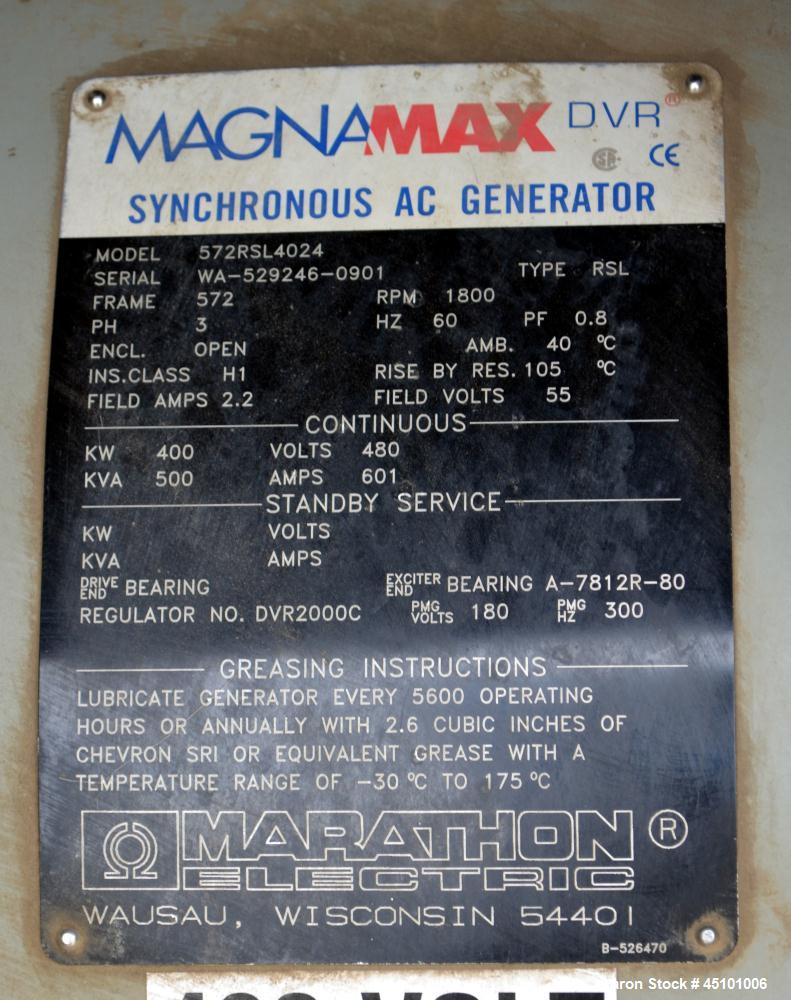 MAGNAMAX DVR®
CE
SYNCHRONOUS AC GENERATOR
MODEL 572RSL4024
SERIAL WA-529246-0901 TYPE RSL
FRAME 572 RPM 1800
PH 3 HZ 60 PF 0.8
ENCL. OPEN AMB. 40 °C
INS.CLASS H1 RISE BY RES. 105 °C
FIELD AMPS 2.2 FIELD VOLTS 55
CONTINUOUS
KW 400 VOLTS 480
KVA 500 AMPS 601
STANDBY SERVICE
KW VOLTS
KVA AMPS
DRIVE END BEARING EXCITER END BEARING A-7812R-80
REGULATOR NO. DVR2000C PMG VOLTS 180 PMG HZ 300
GREASING INSTRUCTIONS
LUBRICATE GENERATOR EVERY 5600 OPERATING
HOURS OR ANNUALLY WITH 2.6 CUBIC INCHES OF
CHEVRON SRI OR EQUIVALENT GREASE WITH A
TEMPERATURE RANGE OF -30 °C TO 175 °C
MARATHON ®
ELECTRIC
WAUSAU, WISCONSIN 54401
B-526470
aron Stock # 45101006
VOLT